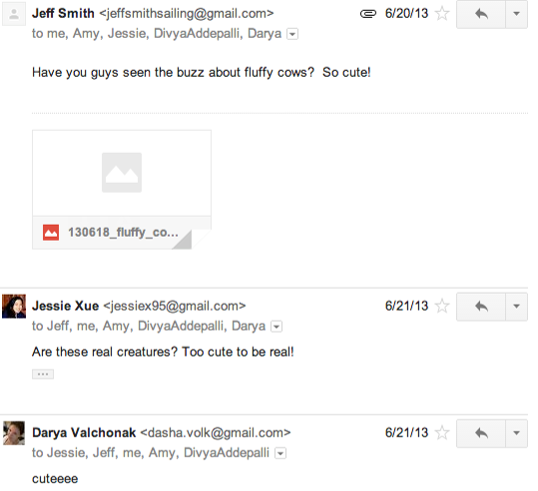 Jeff Smith <jeffsmithsailing@gmail.com> 6/20/13
to me, Amy, Jessie, DivyaAddepalli, Darya
Have you guys seen the buzz about fluffy cows?  So cute!
130618_fluffy_co...
Jessie Xue <jessiex95@gmail.com> 6/21/13
to Jeff, me, Amy, DivyaAddepalli, Darya
Are these real creatures? Too cute to be real!
...
Darya Valchonak <dasha.volk@gmail.com> 6/21/13
to Jessie, Jeff, me, Amy, DivyaAddepalli
cuteeee